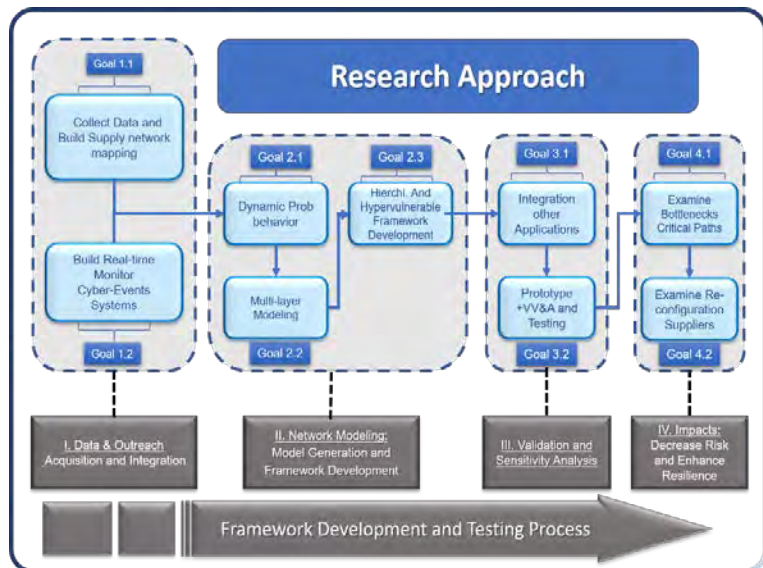 Research Approach
Goal 1.1
Collect Data and
Build Supply network
mapping
Build Real-time
Monitor
Cyber-Events
Systems
Goal 1.2
Goal 2.1
Dynamic Prob
behavior
Multi-layer
Modeling
Goal 2.2
Goal 2.3
Hierchl. And
Hypervulnerable
Framework
Development
Goal 3.1
Integration
other
Applications
Prototype
+VV&A and
Testing
Goal 3.2
Goal 4.1
Examine
Bottlenecks
Critical Paths
Examine Re-
configuration
Suppliers
Goal 4.2
I. Data & Outreach
Acquisition and Integration
II. Network Modeling:
Model Generation and
Framework Development
III. Validation and
Sensitivity Analysis
IV. Impacts:
Decrease Risk
and Enhance
Resilience
Framework Development and Testing Process